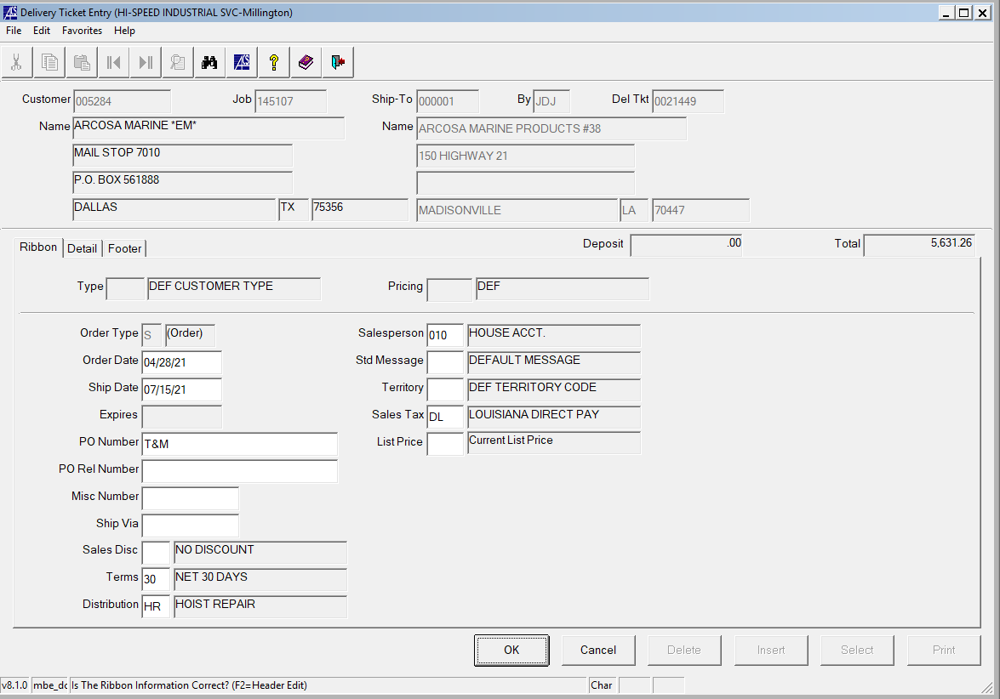 Delivery Ticket Entry (HI-SPEED INDUSTRIAL SVC-Millington)
File Edit Favorites Help
Customer 005284 Job 145107 Ship-To 000001 By JDJ Del Tkt 0021449
Name ARCOSA MARINE *EM* Name ARCOSA MARINE PRODUCTS #38
MAIL STOP 7010 150 HIGHWAY 21
P.O. BOX 561888
DALLAS TX 75356 MADISONVILLE LA 70447
Ribbon Detail Footer Deposit .00 Total 5,631.26
Type DEF CUSTOMER TYPE Pricing DEF
Order Type S (Order) Salesperson 010 HOUSE ACCT.
Order Date 04/28/21 Std Message DEFAULT MESSAGE
Ship Date 07/15/21 Territory DEF TERRITORY CODE
Expires Sales Tax DL LOUISIANA DIRECT PAY
PO Number T&M List Price Current List Price
PO Rel Number
Misc Number
Ship Via
Sales Disc NO DISCOUNT
Terms 30 NET 30 DAYS
Distribution HR HOIST REPAIR
OK Cancel Delete Insert Select Print
v8.1.0 mbe_dc Is The Ribbon Information Correct? (F2=Header Edit) Char